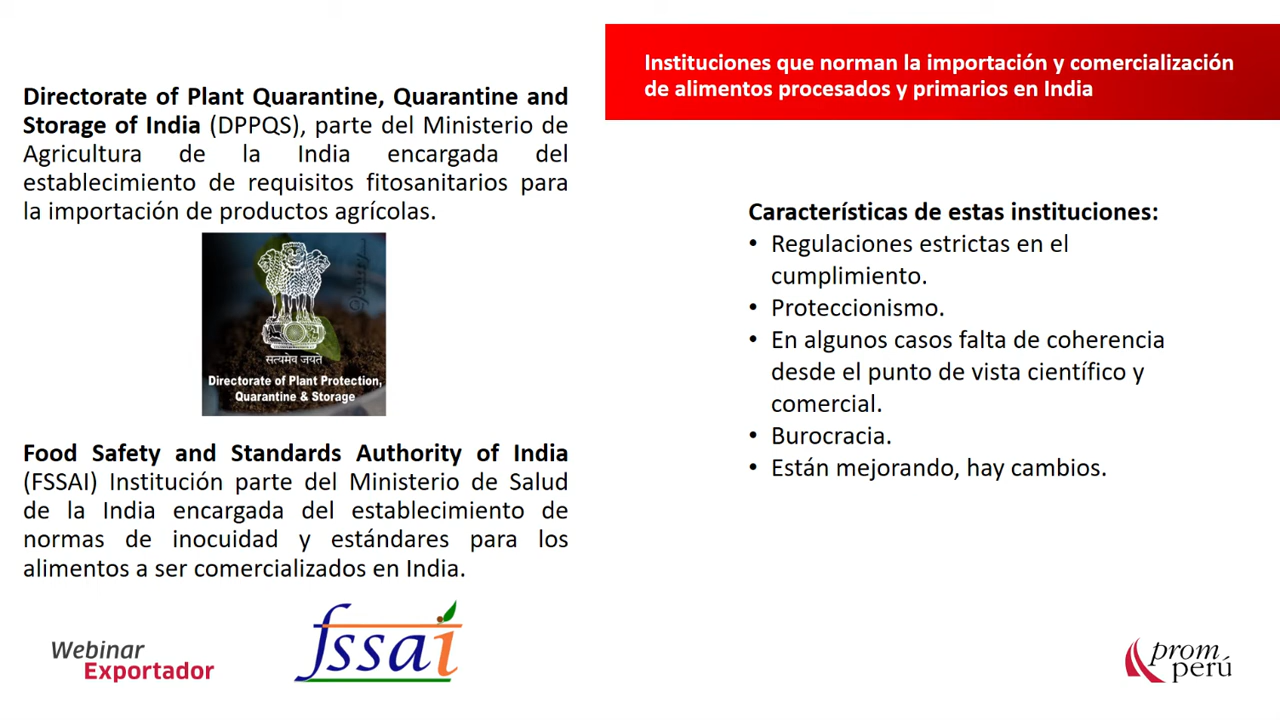 Instituciones que norman la importación y comercialización
de alimentos procesados y primarios en India
Directorate of Plant Quarantine, Quarantine and
Storage of India (DPPQS), parte del Ministerio de
Agricultura de la India encargada del
establecimiento de requisitos fitosanitarios para
la importación de productos agrícolas.
सत्यमेव जयते
Directorate of Plant Protection,
Quarantine & Storage
Food Safety and Standards Authority of India
(FSSAI) Institución parte del Ministerio de Salud
de la India encargada del establecimiento de
normas de inocuidad y estándares para los
alimentos a ser comercializados en India.
Características de estas instituciones:
• Regulaciones estrictas en el
cumplimiento.
• Proteccionismo.
• En algunos casos falta de coherencia
desde el punto de vista científico y
comercial.
• Burocracia.
• Están mejorando, hay cambios.
Webinar
Exportador
fssai
prom
perú